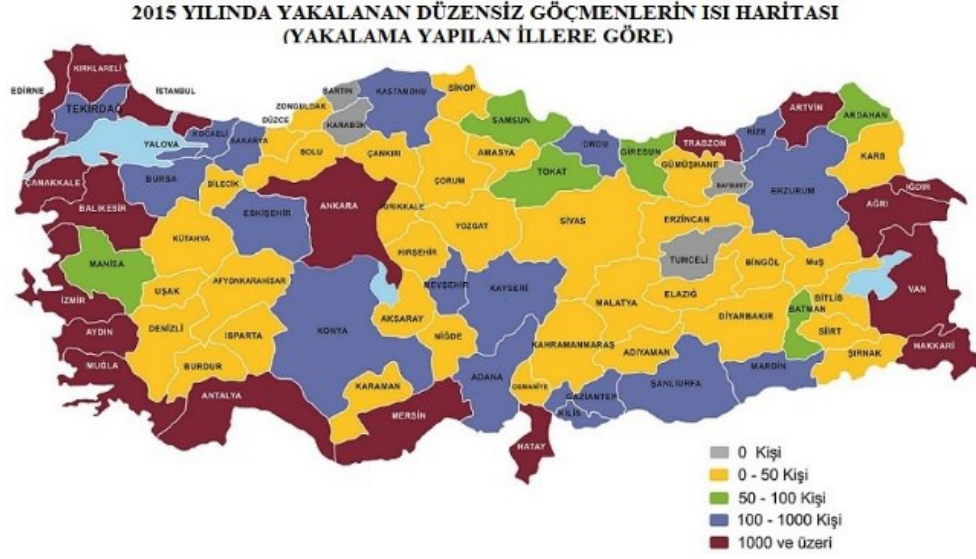 2015 YILINDA YAKALANAN DÜZENSİZ GÖÇMENLERİN ISI HARİTASI
(YAKALAMA YAPILAN İLLERE GÖRE)
KIRKLARELİ
EDİRNE
İSTANBUL
TEKİRDAĞ
YALOVA
KOCAELİ
SAKARYA
DÜZCE
ZONGULDAK
BARTIN
KARABÜK
KASTAMONU
SİNOP
SAMSUN
ORDU
GİRESUN
TRABZON
RİZE
ARTVİN
ARDAHAN
ÇANAKKALE
BALIKESİR
BURSA
BİLECİK
BOLU
ÇANKIRI
ÇORUM
AMASYA
TOKAT
GÜMÜŞHANE
BAYBURT
ERZURUM
KARS
IĞDIR
AĞRI
KÜTAHYA
ESKİŞEHİR
ANKARA
KIRIKKALE
YOZGAT
SİVAS
ERZİNCAN
TUNCELİ
BİNGÖL
MUŞ
MANİSA
UŞAK
AFYONKARAHİSAR
KIRŞEHİR
NEVŞEHİR
KAYSERİ
MALATYA
ELAZIĞ
DİYARBAKIR
BATMAN
BİTLİS
SİİRT
VAN
İZMİR
AYDIN
DENİZLİ
ISPARTA
KONYA
AKSARAY
NİĞDE
KAHRAMANMARAŞ
ADIYAMAN
MARDİN
ŞIRNAK
HAKKARİ
MUĞLA
BURDUR
ANTALYA
KARAMAN
MERSİN
ADANA
OSMANİYE
GAZİANTEP
KİLİS
ŞANLIURFA
HATAY
0 Kişi
0 - 50 Kişi
50 - 100 Kişi
100 - 1000 Kişi
1000 ve üzeri